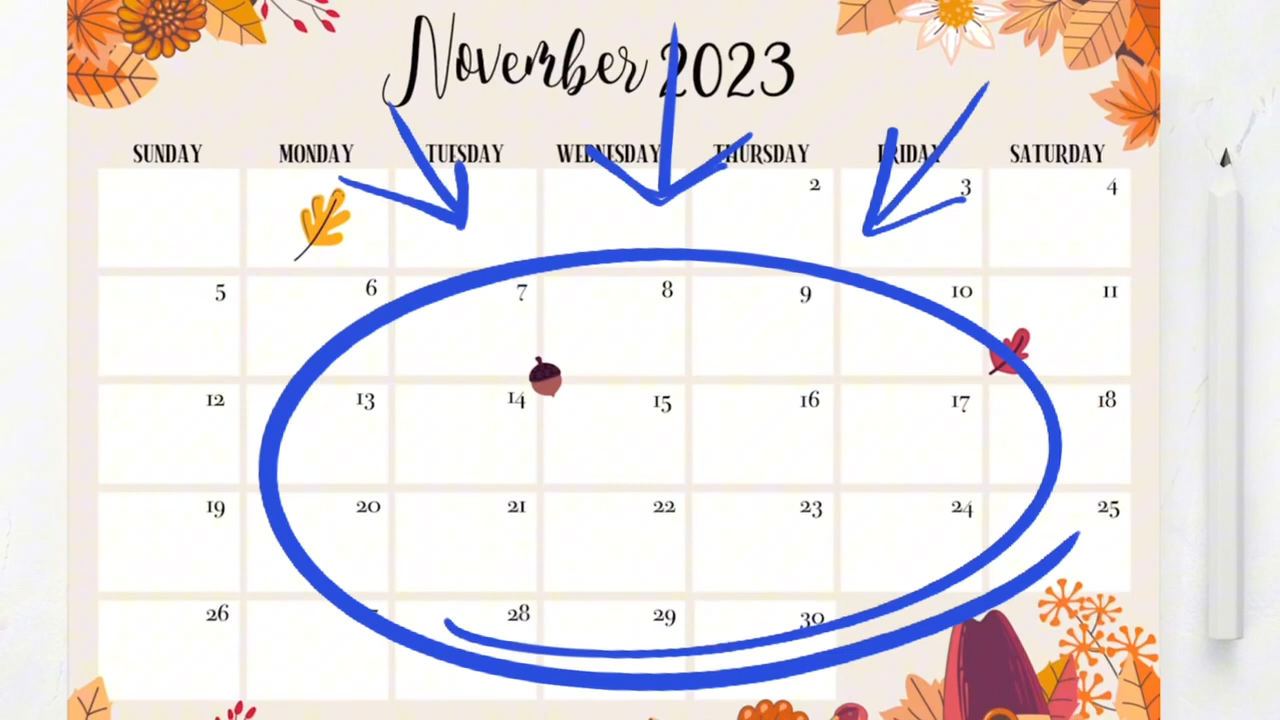 November 2023
SUNDAY MONDAY TUESDAY WEDNESDAY THURSDAY FRIDAY SATURDAY
2 3 4
5 6 7 8 9 10 11
12 13 14 15 16 17 18
19 20 21 22 23 24 25
26 28 29 30